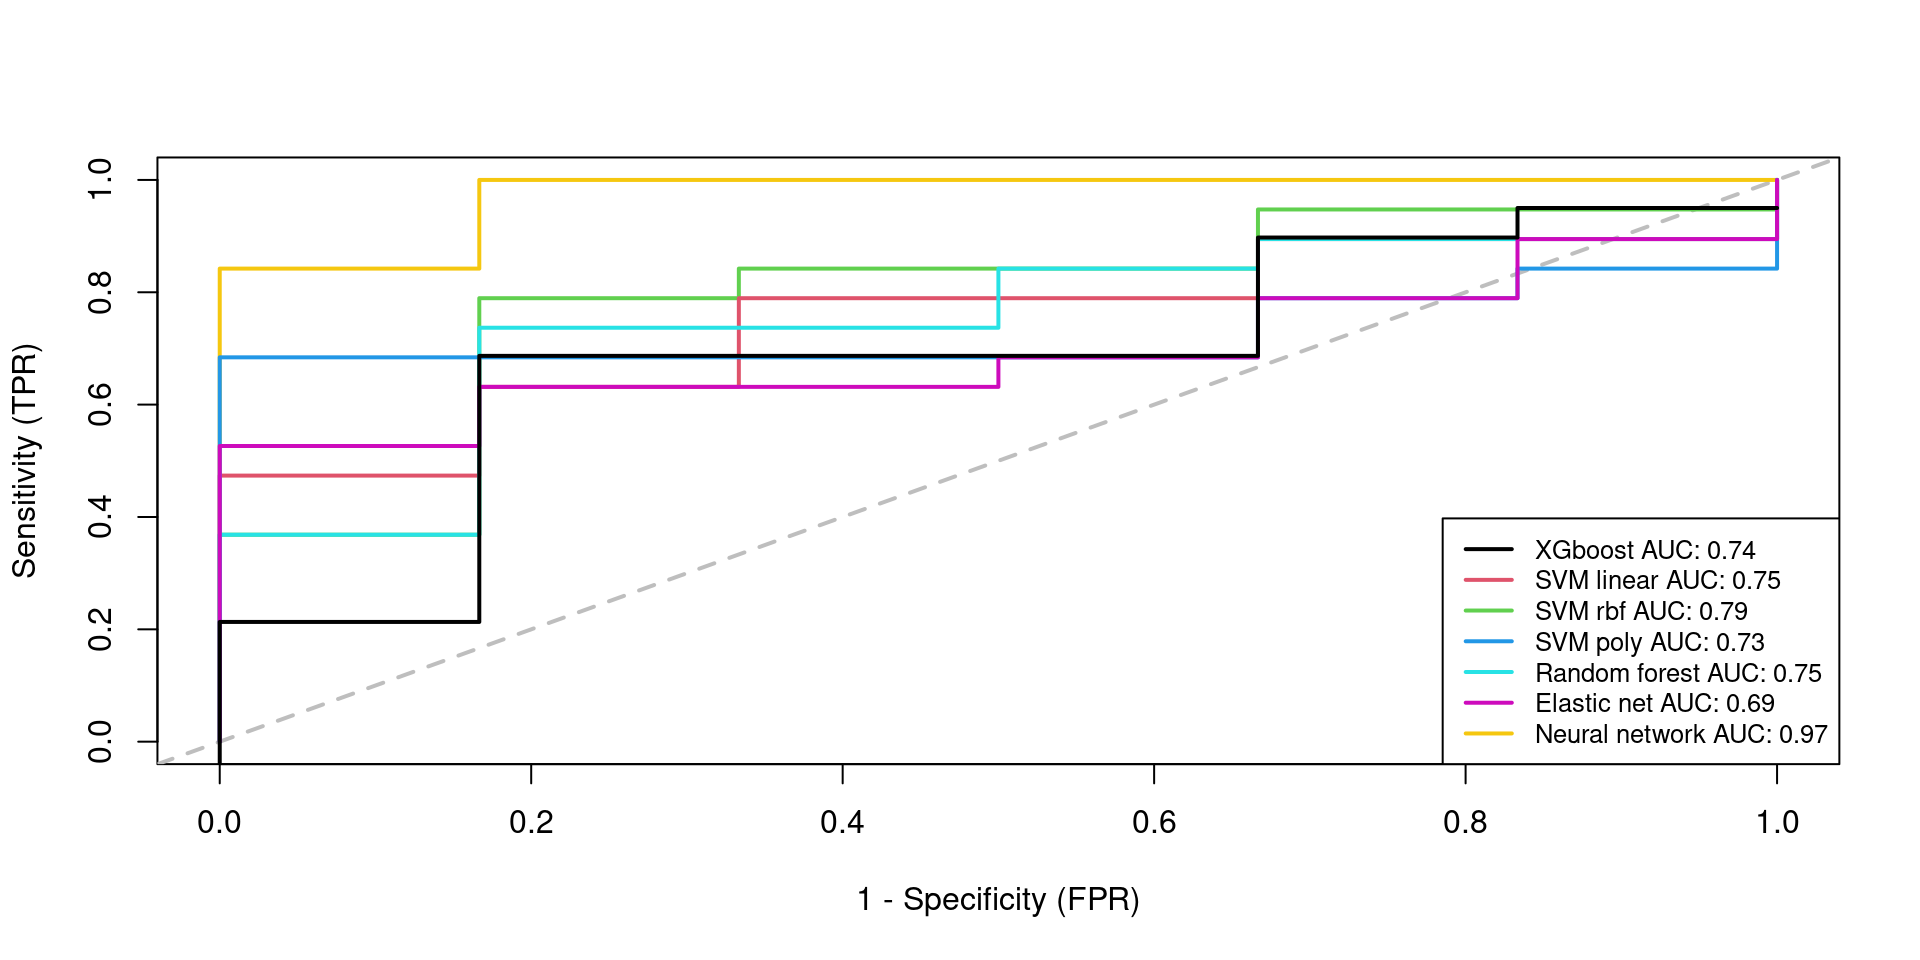 Sensitivity (TPR)
1.0
0.8
0.6
0.4
0.2
0.0
XGboost AUC: 0.74
SVM linear AUC: 0.75
SVM rbf AUC: 0.79
SVM poly AUC: 0.73
Random forest AUC: 0.75
Elastic net AUC: 0.69
Neural network AUC: 0.97
0.0 0.2 0.4 0.6 0.8 1.0
1 - Specificity (FPR)